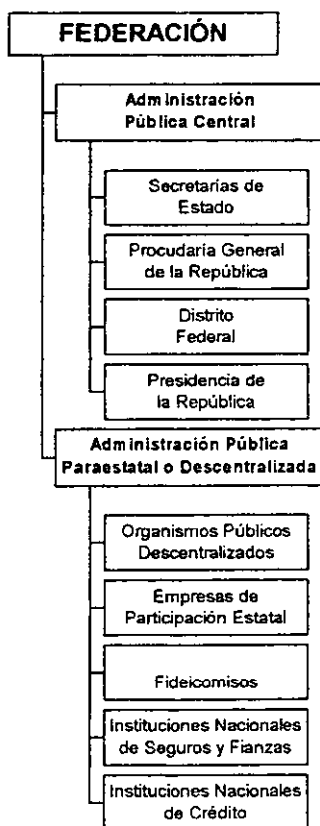 FEDERACIÓN
Administración
Pública Central
Secretarías de
Estado
Procudaría General
de la República
Distrito
Federal
Presidencia de
la República
Administración Pública
Paraestatal o Descentralizada
Organismos Públicos
Descentralizados
Empresas de
Participación Estatal
Fideicomisos
Instituciones Nacionales
de Seguros y Fianzas
Instituciones Nacionales
de Crédito